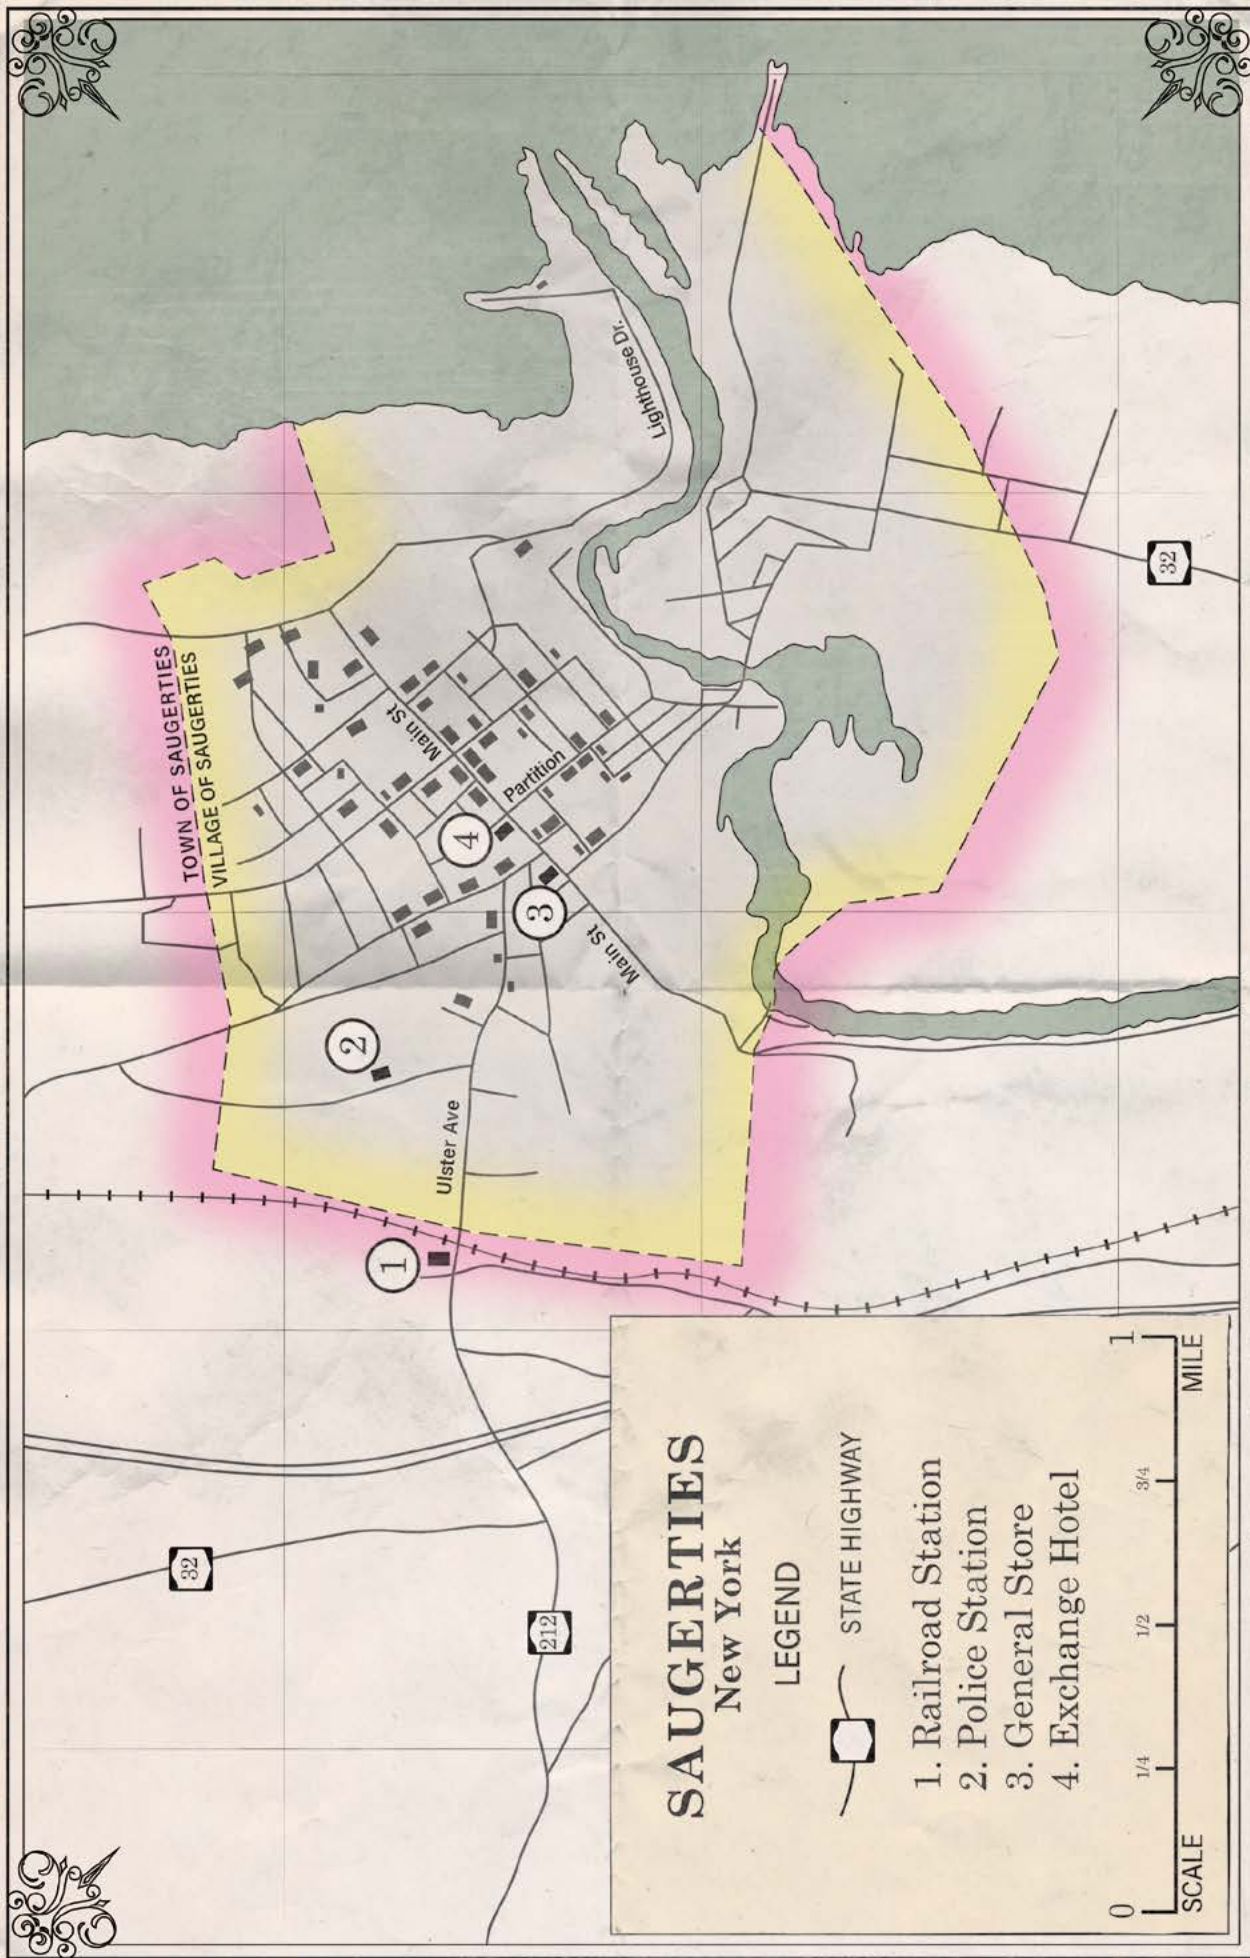 TOWN OF SAUGERTIES
VILLAGE OF SAUGERTIES
32
212
Ulster Ave
Main St
Main St
Partition
Lighthouse Dr.
32
1
2
3
4
SAUGERTIES
New York
LEGEND
STATE HIGHWAY
1. Railroad Station
2. Police Station
3. General Store
4. Exchange Hotel
0 1/4 1/2 3/4 1
SCALE MILE